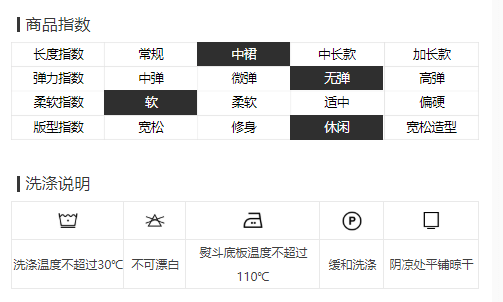 商品指数
长度指数 常规 中裙 中长款 加长款
弹力指数 中弹 微弹 无弹 高弹
柔软指数 软 柔软 适中 偏硬
版型指数 宽松 修身 休闲 宽松造型
洗涤说明
P
洗涤温度不超过30℃ 不可漂白 熨斗底板温度不超过 缓和洗涤 阴凉处平铺晾干
110℃